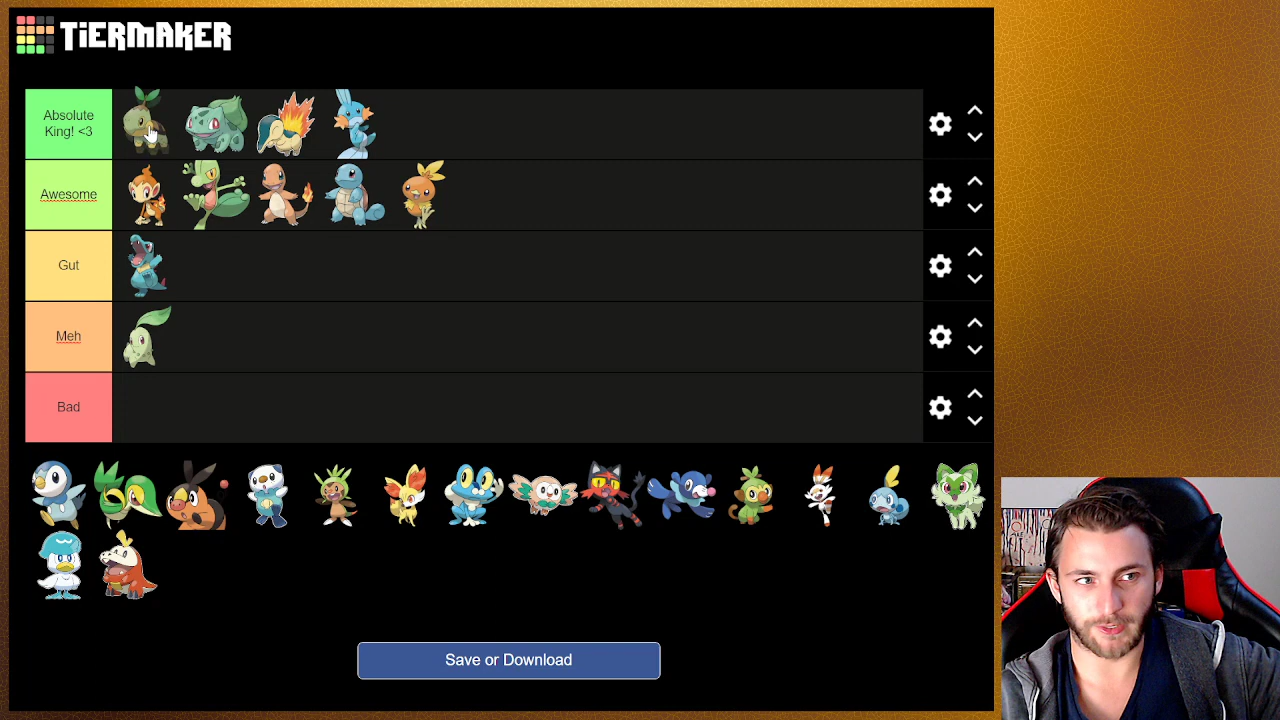 TIERMAKER
Absolute
King! <3
Awesome
Gut
Meh
Bad
Save or Download